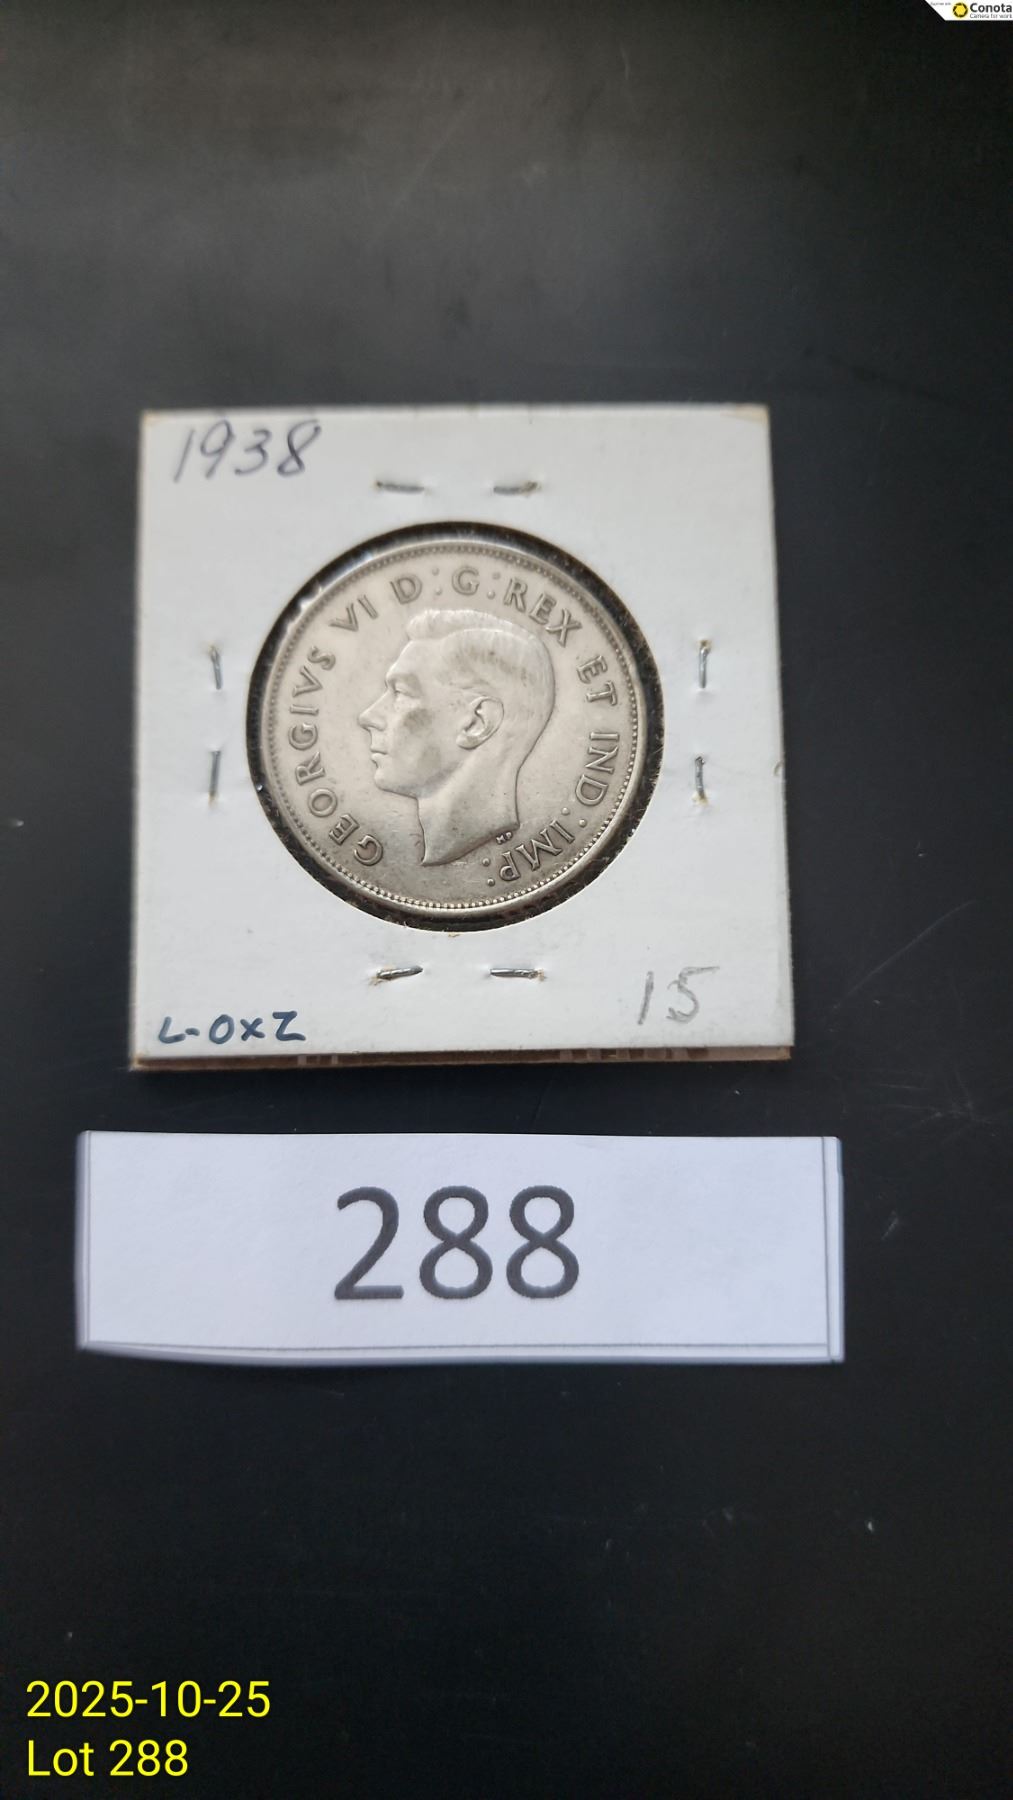 Conota
Camera for work
1938
GEORGIVS VI D:G:REX ET IND:IMP:
HP
L-OXZ
15
288
2025-10-25
Lot 288